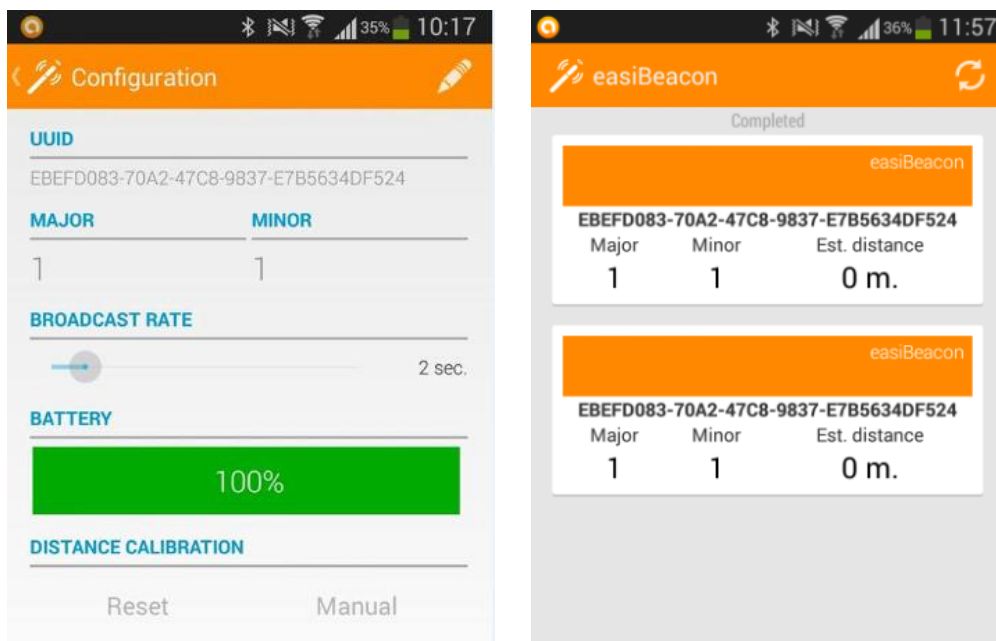 35% 10:17
Configuration
UUID
EBEFD083-70A2-47C8-9837-E7B5634DF524
MAJOR MINOR
1 1
BROADCAST RATE
2 sec.
BATTERY
100%
DISTANCE CALIBRATION
Reset Manual
36% 11:57
easiBeacon
Completed
easiBeacon
EBEFD083-70A2-47C8-9837-E7B5634DF524
Major Minor Est. distance
1 1 0 m.
easiBeacon
EBEFD083-70A2-47C8-9837-E7B5634DF524
Major Minor Est. distance
1 1 0 m.